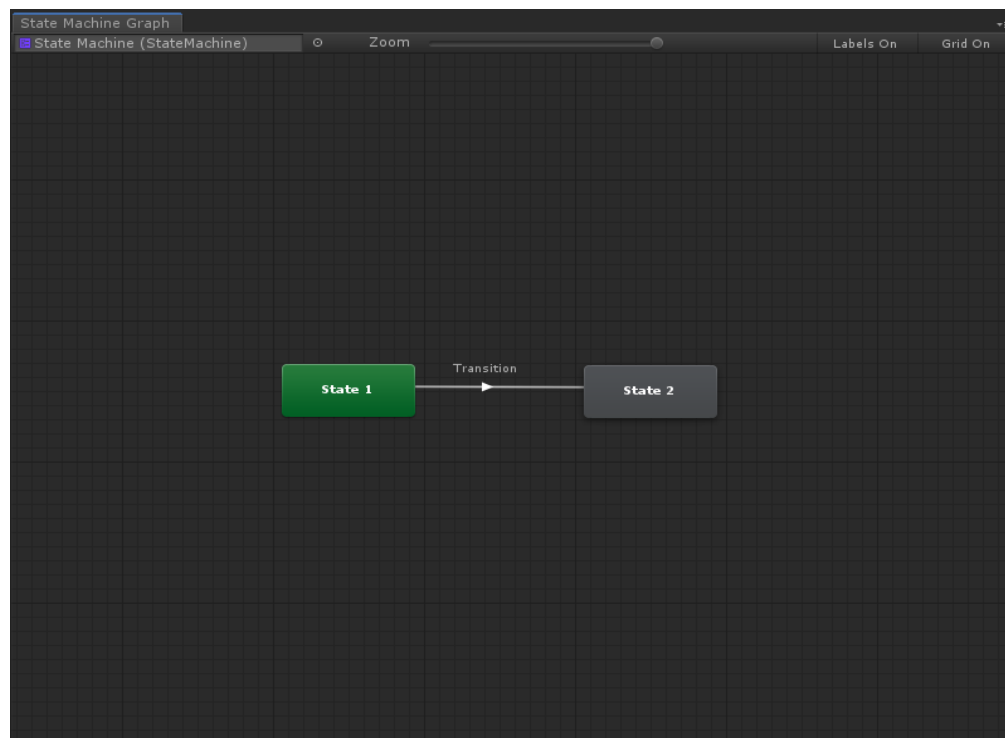 State Machine Graph
State Machine (StateMachine) Zoom Labels On Grid On
Transition
State 1 State 2